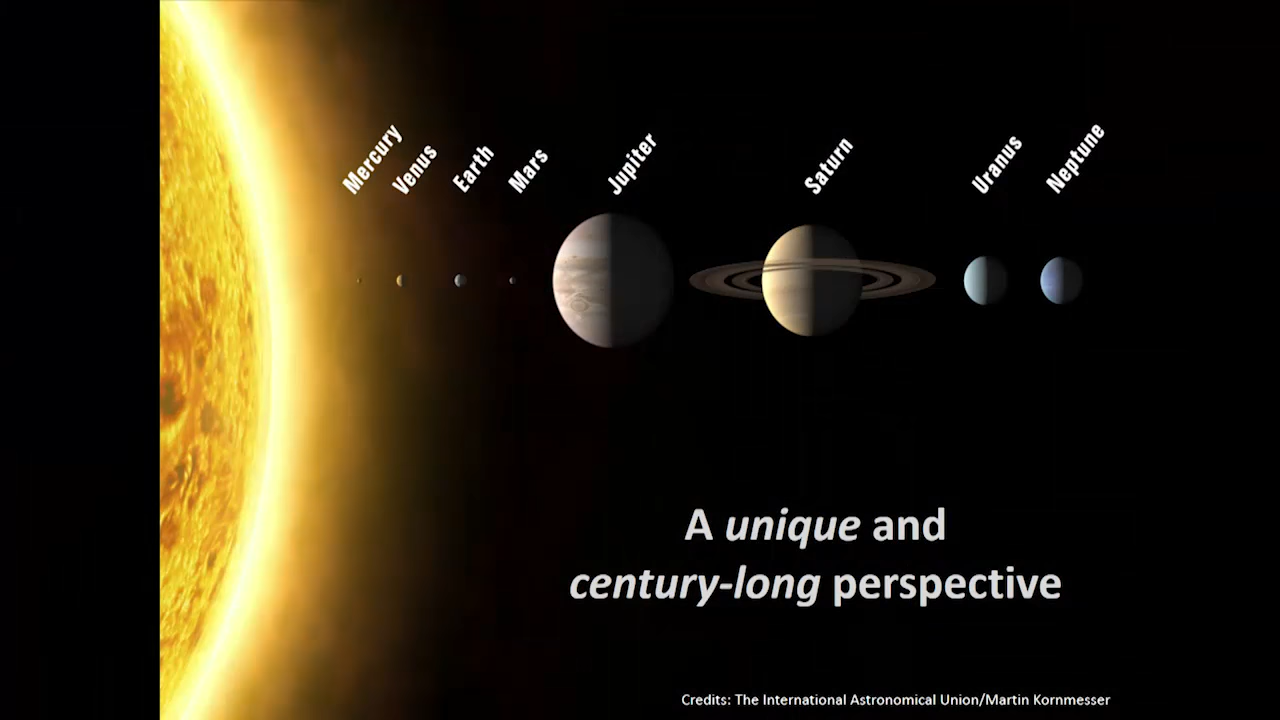 Mercury
Venus
Earth
Mars
Jupiter
Saturn
Uranus
Neptune
A unique and
century-long perspective
Credits: The International Astronomical Union/Martin Kornmesser